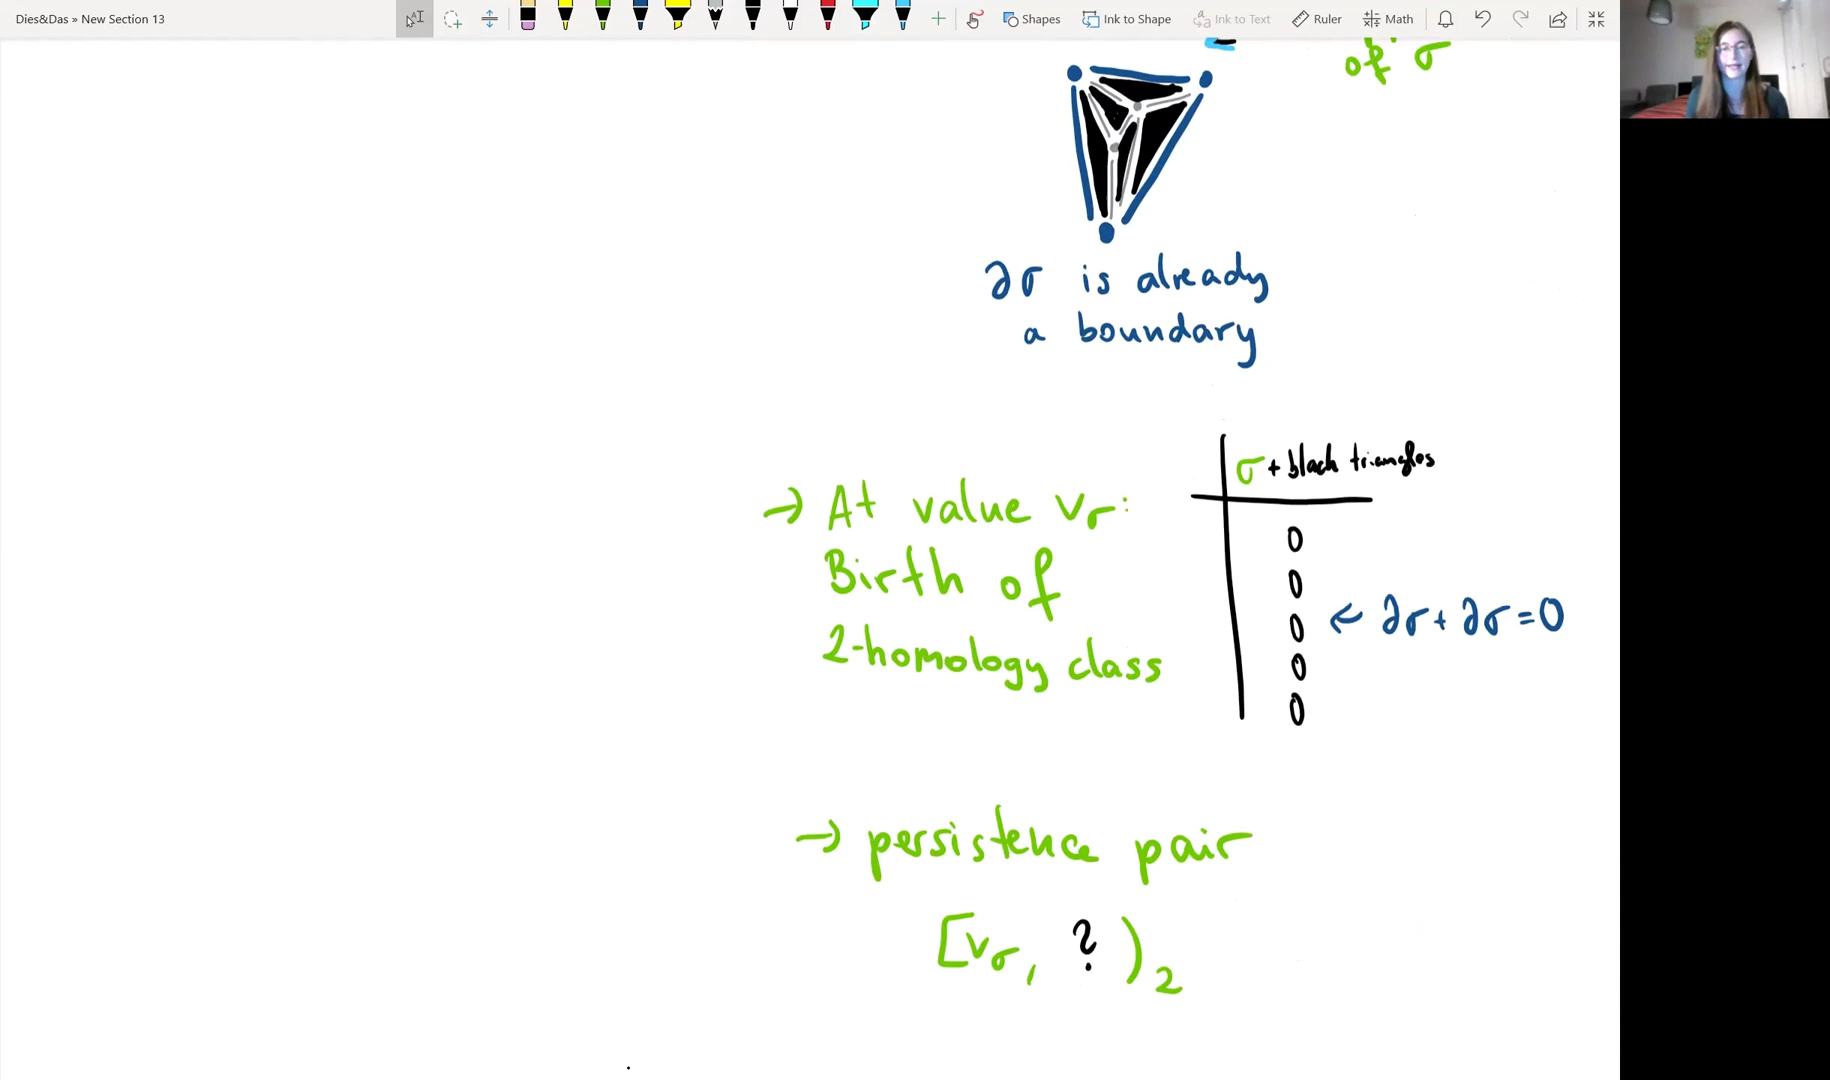 Dies&Das » New Section 13
Shapes
Ink to Shape
Ink to Text
Ruler
Math
of σ
∂σ is already
a boundary
σ + black triangles
→ At value vσ:
Birth of
2-homology class
0
0
0 ← ∂σ + ∂σ = 0
0
0
→ persistence pair
[vσ, ?)2